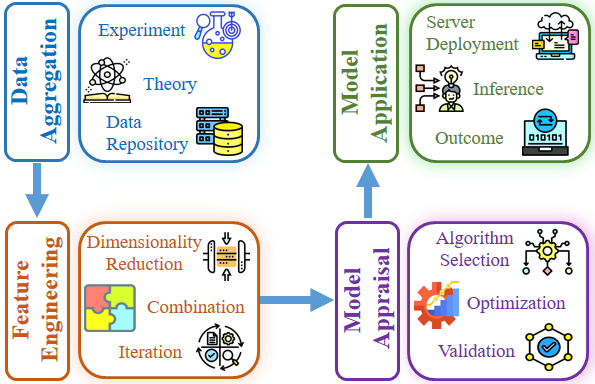 Data
Aggregation
Experiment
Theory
Data
Repository
Feature
Engineering
Dimensionality
Reduction
Combination
Iteration
Model
Appraisal
Algorithm
Selection
Optimization
Validation
Model
Application
Server
Deployment
Inference
010101
Outcome